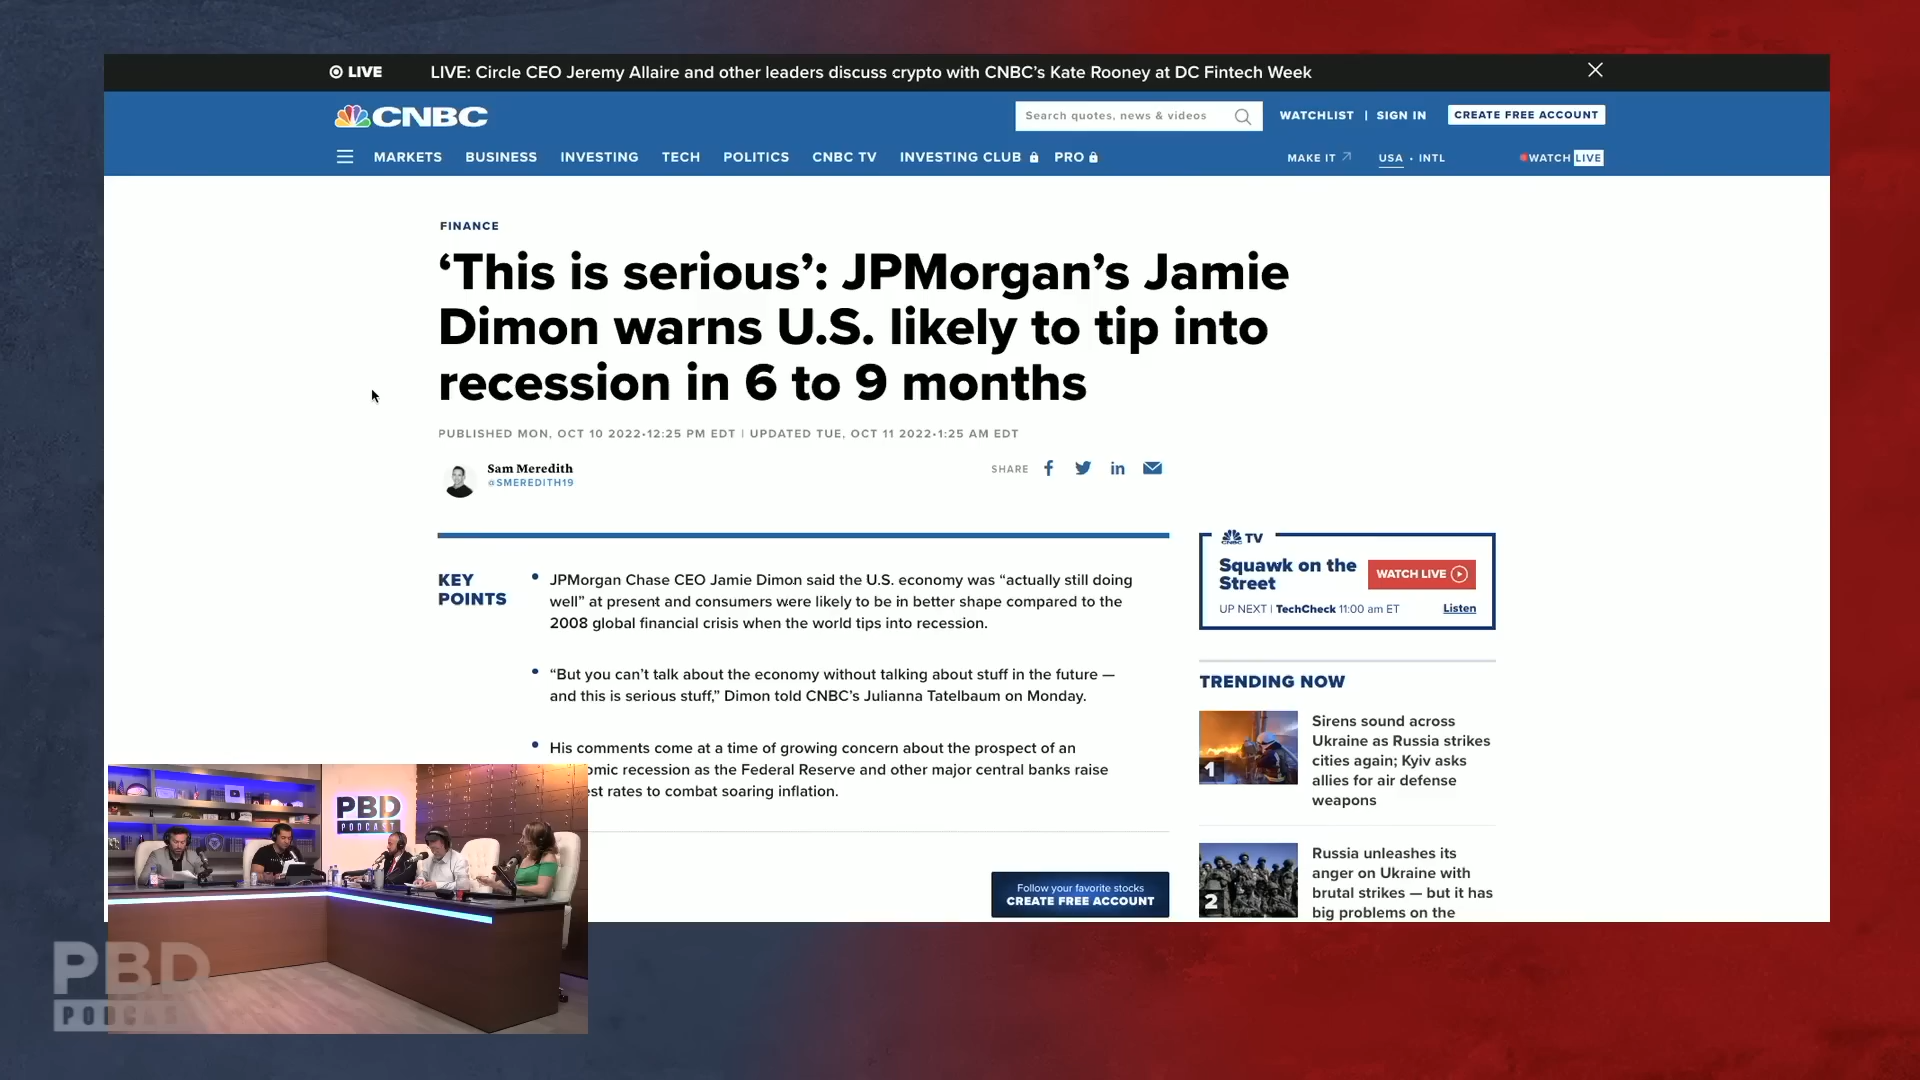 LIVE
LIVE: Circle CEO Jeremy Allaire and other leaders discuss crypto with CNBC’s Kate Rooney at DC Fintech Week
CNBC
Search quotes, news & videos
WATCHLIST | SIGN IN
CREATE FREE ACCOUNT
MARKETS BUSINESS INVESTING TECH POLITICS CNBC TV INVESTING CLUB PRO
MAKE IT USA • INTL
WATCH LIVE
FINANCE
‘This is serious’: JPMorgan’s Jamie
Dimon warns U.S. likely to tip into
recession in 6 to 9 months
PUBLISHED MON, OCT 10 2022•12:25 PM EDT | UPDATED TUE, OCT 11 2022•1:25 AM EDT
Sam Meredith
@SMEREDITH19
SHARE
KEY
POINTS
• JPMorgan Chase CEO Jamie Dimon said the U.S. economy was “actually still doing
well” at present and consumers were likely to be in better shape compared to the
2008 global financial crisis when the world tips into recession.
• “But you can’t talk about the economy without talking about stuff in the future —
and this is serious stuff,” Dimon told CNBC’s Julianna Tatelbaum on Monday.
• His comments come at a time of growing concern about the prospect of an
omic recession as the Federal Reserve and other major central banks raise
est rates to combat soaring inflation.
CNBC TV
Squawk on the
Street
WATCH LIVE
UP NEXT | TechCheck 11:00 am ET
Listen
TRENDING NOW
1
Sirens sound across
Ukraine as Russia strikes
cities again; Kyiv asks
allies for air defense
weapons
2
Russia unleashes its
anger on Ukraine with
brutal strikes — but it has
big problems on the
Follow your favorite stocks
CREATE FREE ACCOUNT
PBD
PODCAST
PBD
PODCAS